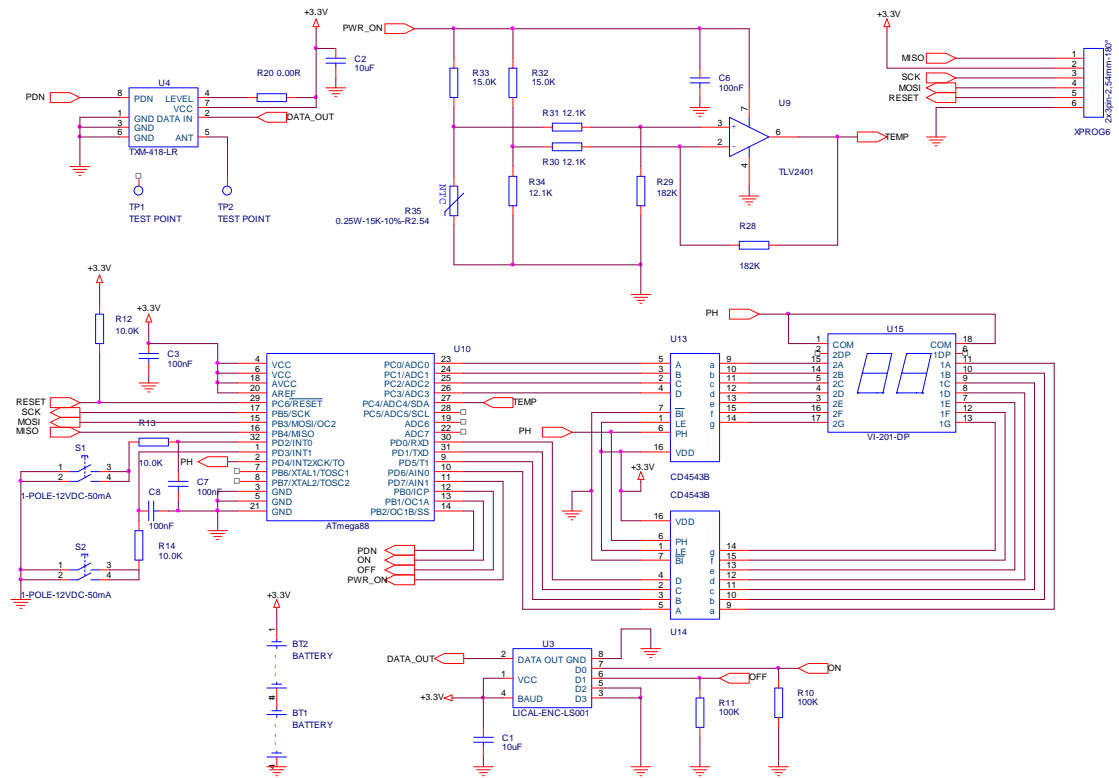 +3.3V
C2
10uF
R20 0.00R
U4
PDN
8
PDN
LEVEL
4
VCC
7
1
GND
DATA IN
2
DATA_OUT
3
GND
6
GND
ANT
5
TXM-418-LR
TP1
TEST POINT
TP2
TEST POINT
PWR_ON
R33
15.0K
R32
15.0K
C6
100nF
U9
R31 12.1K
R30 12.1K
3
2
7
6
4
TEMP
TLV2401
NTC
R35
0.25W-15K-10%-R2.54
R34
12.1K
R29
182K
R28
182K
+3.3V
MISO
SCK
MOSI
RESET
1
2
3
4
5
6
2x3pin-2,54mm-180°
XPROG6
+3.3V
R12
10.0K
+3.3V
C3
100nF
U10
4
VCC
PC0/ADC0
23
6
VCC
PC1/ADC1
24
18
AVCC
PC2/ADC2
25
20
AREF
PC3/ADC3
26
RESET
29
PC6/RESET
PC4/ADC4/SDA
27
TEMP
SCK
17
PB5/SCK
PC5/ADC5/SCL
28
MOSI
15
PB3/MOSI/OC2
ADC6
19
MISO
16
PB4/MISO
ADC7
22
32
PD2/INT0
PD0/RXD
30
1
PD3/INT1
PD1/TXD
31
PH
2
PD4/INT2XCK/TO
PD5/T1
9
7
PB6/XTAL1/TOSC1
PD6/AIN0
10
8
PB7/XTAL2/TOSC2
PD7/AIN1
11
3
GND
PB0/ICP
12
5
GND
PB1/OC1A
13
21
GND
PB2/OC1B/SS
14
ATmega88
R13
10.0K
S1
1
2
3
4
1-POLE-12VDC-50mA
C7
100nF
C8
100nF
R14
10.0K
S2
1
2
3
4
1-POLE-12VDC-50mA
PDN
ON
OFF
PWR_ON
+3.3V
1
BT2
BATTERY
BT1
BATTERY
PH
U13
5
A
a
9
3
B
b
10
2
C
c
11
4
D
d
12
e
13
7
BI
f
15
1
LE
g
14
PH
6
PH
16
VDD
+3.3V
CD4543B
CD4543B
16
VDD
6
PH
1
LE
g
14
7
BI
f
15
e
13
4
D
d
12
2
C
c
11
3
B
b
10
5
A
a
9
U14
U15
1
COM
COM
18
2
2DP
1DP
6
15
2A
1A
11
14
2B
1B
10
13
2C
1C
9
12
2D
1D
8
13
2E
1E
7
16
2F
1F
12
17
2G
1G
13
VI-201-DP
U3
DATA_OUT
2
DATA OUT
GND
8
D0
7
1
VCC
D1
6
D2
5
+3.3V
4
BAUD
D3
3
LICAL-ENC-LS001
C1
10uF
ON
OFF
R11
100K
R10
100K